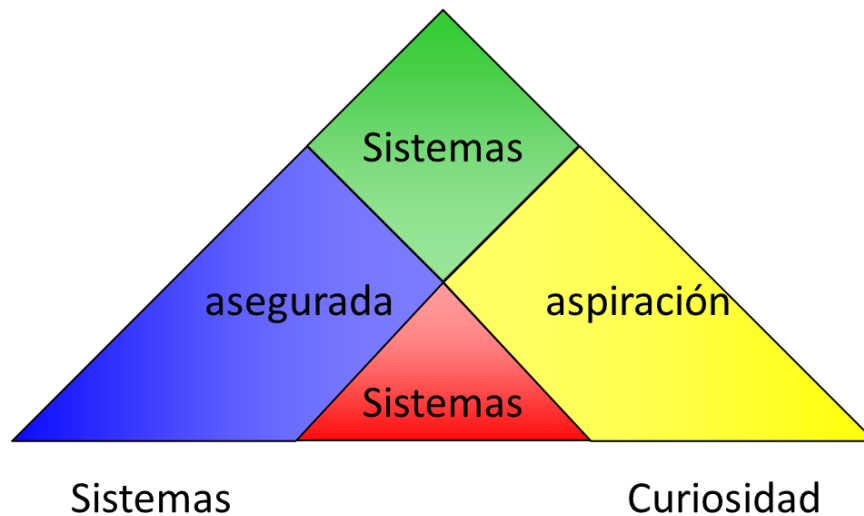 Sistemas
asegurada
aspiración
Sistemas
Sistemas
Curiosidad